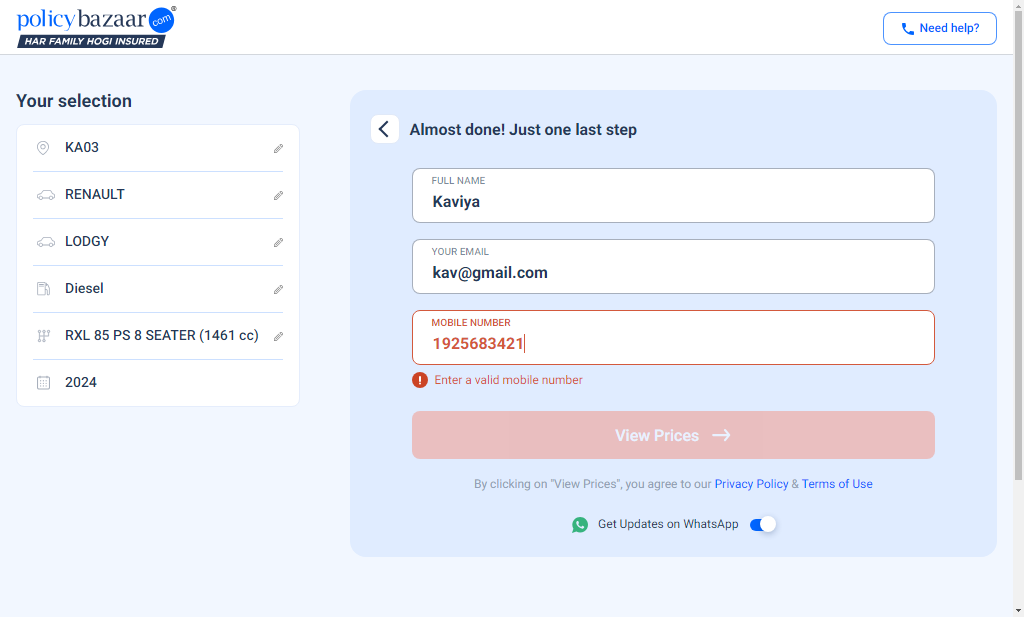 policybazaar com®
HAR FAMILY HOGI INSURED
Need help?
Your selection
KA03
RENAULT
LODGY
Diesel
RXL 85 PS 8 SEATER (1461 cc)
2024
Almost done! Just one last step
FULL NAME
Kaviya
YOUR EMAIL
kav@gmail.com
MOBILE NUMBER
1925683421
Enter a valid mobile number
View Prices
By clicking on "View Prices", you agree to our Privacy Policy & Terms of Use
Get Updates on WhatsApp